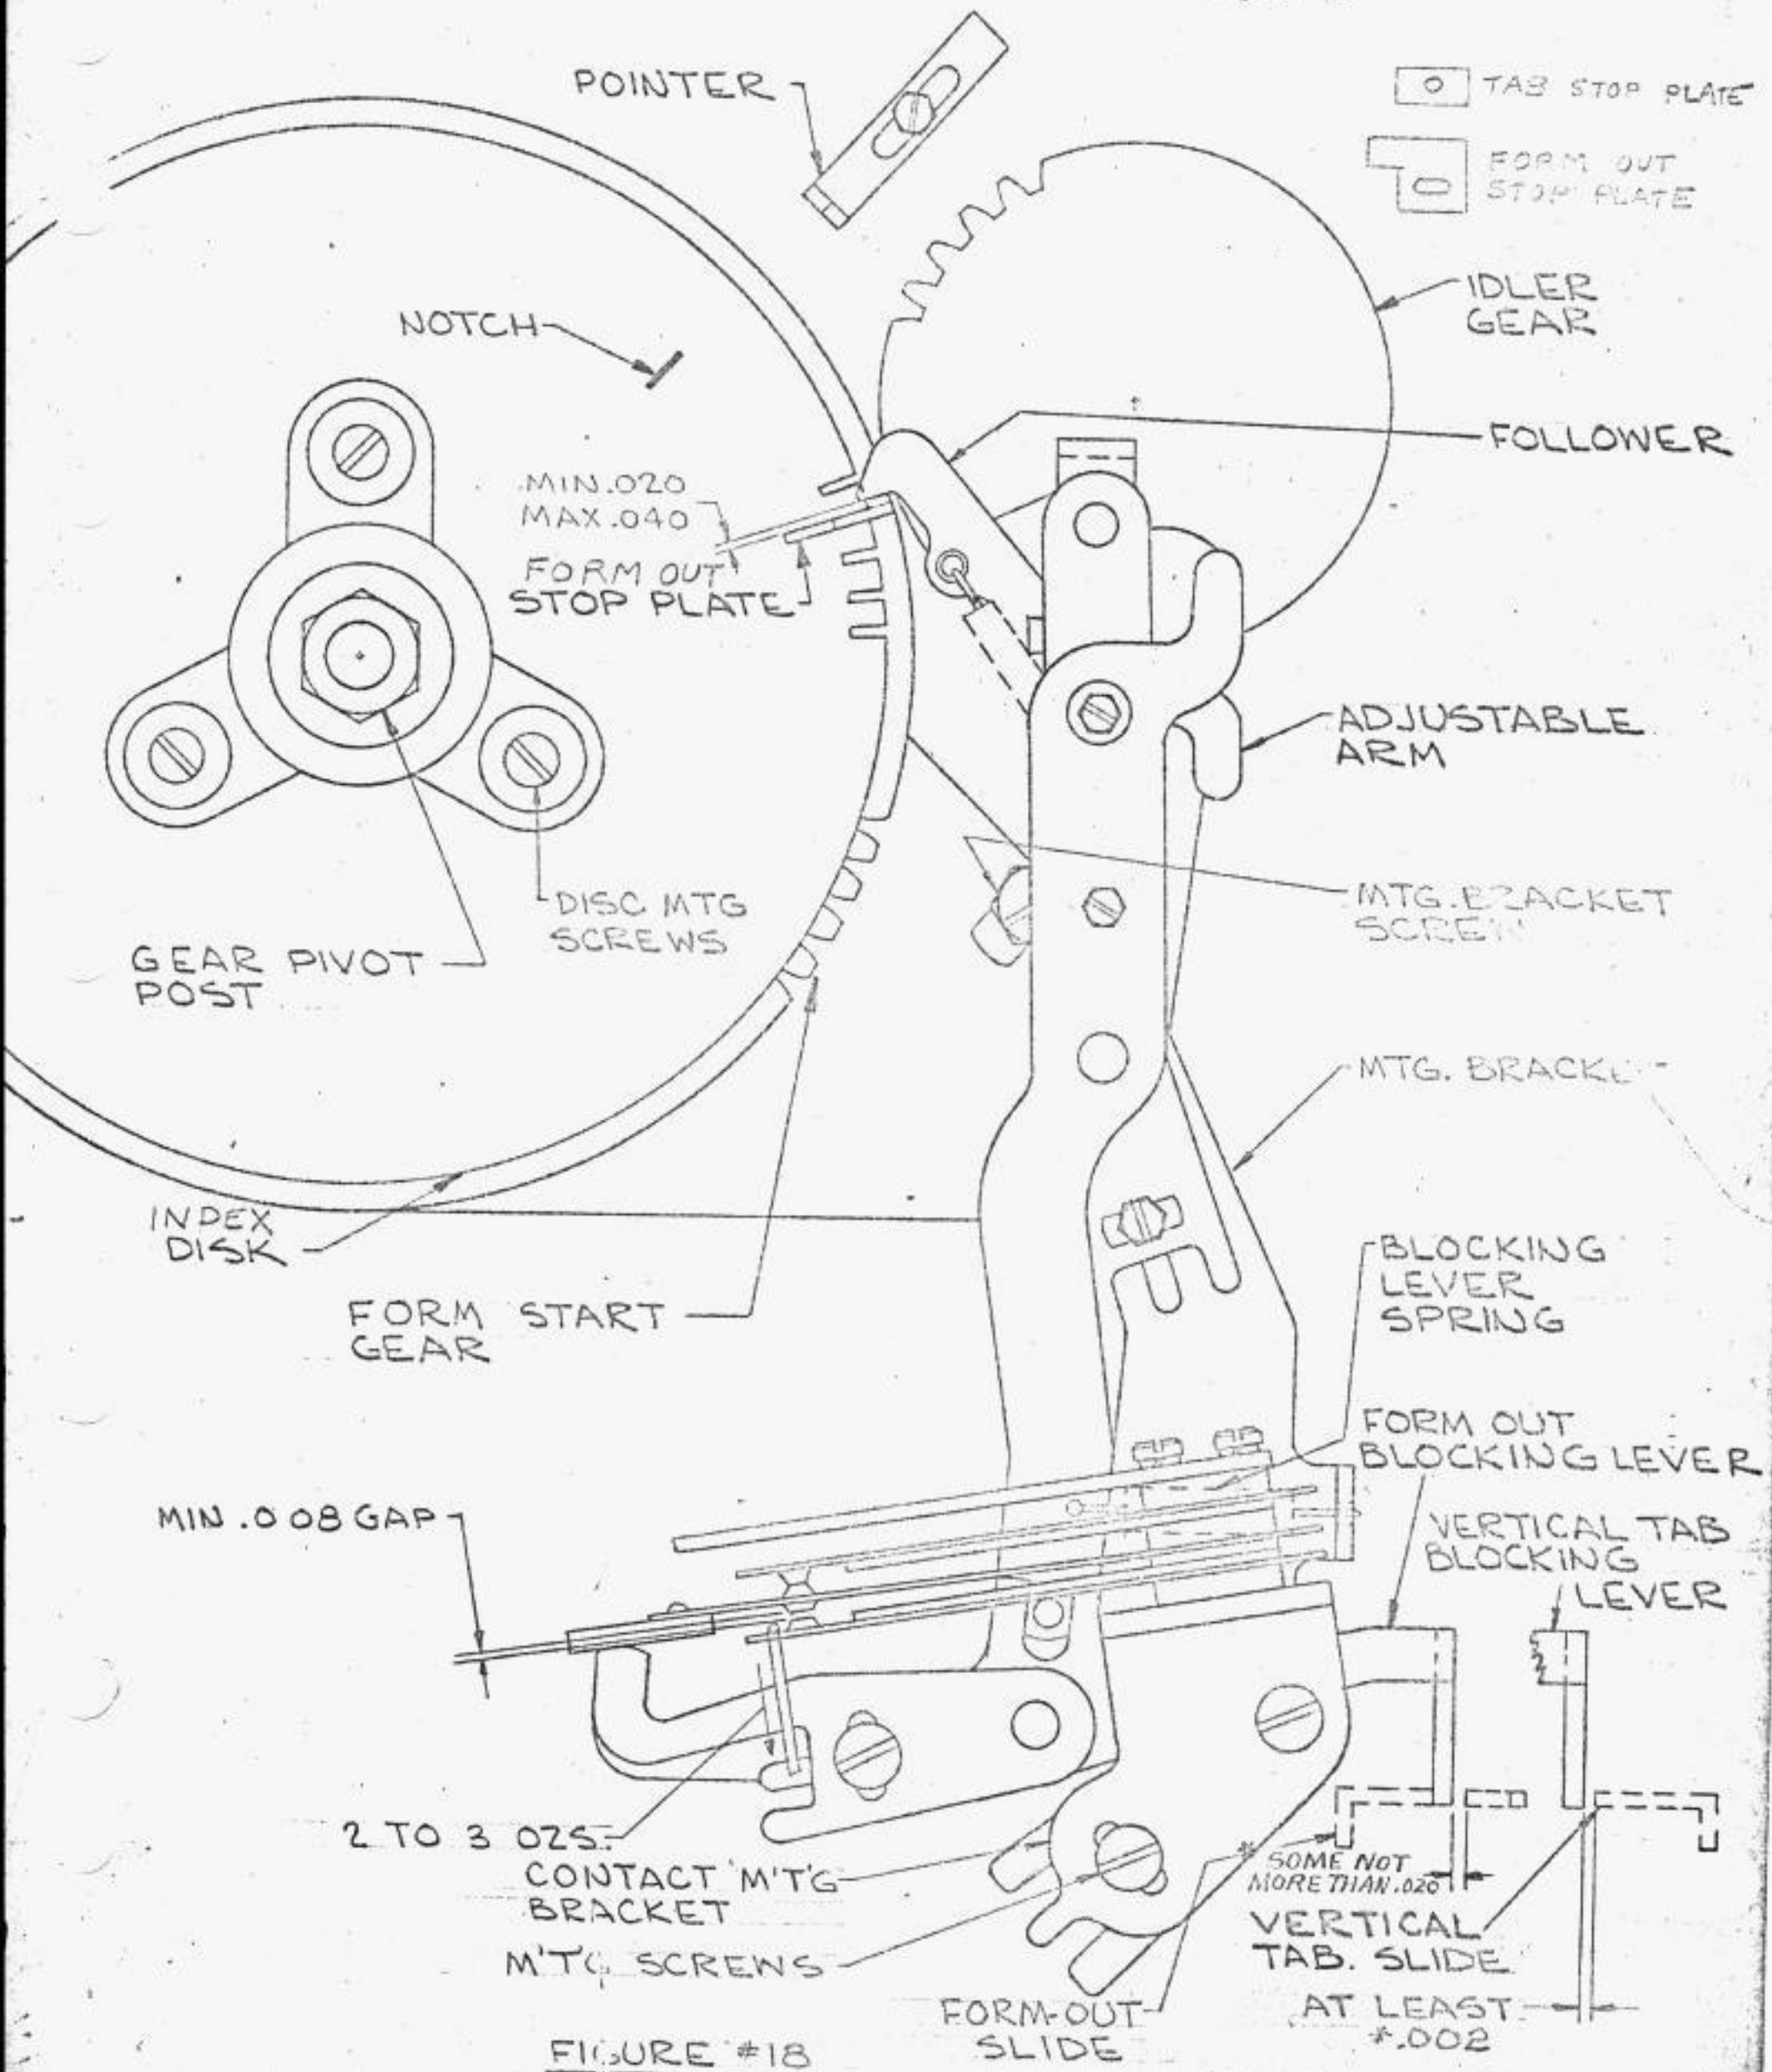 POINTER
TAB STOP PLATE
FORM OUT
STOP PLATE
IDLER
GEAR
NOTCH
FOLLOWER
MIN .020
MAX .040
FORM OUT
STOP PLATE
ADJUSTABLE
ARM
MTG. BRACKET
SCREW
DISC MTG
SCREWS
GEAR PIVOT
POST
MTG. BRACKET
INDEX
DISK
BLOCKING
LEVER
SPRING
FORM START
GEAR
FORM OUT
BLOCKING LEVER
MIN .008 GAP
VERTICAL TAB
BLOCKING
LEVER
2 TO 3 OZS.
* SOME NOT
MORE THAN .020
CONTACT M'T'G
BRACKET
VERTICAL
TAB. SLIDE
M'T'G SCREWS
FORM-OUT
SLIDE
AT LEAST
*.002
FIGURE #18